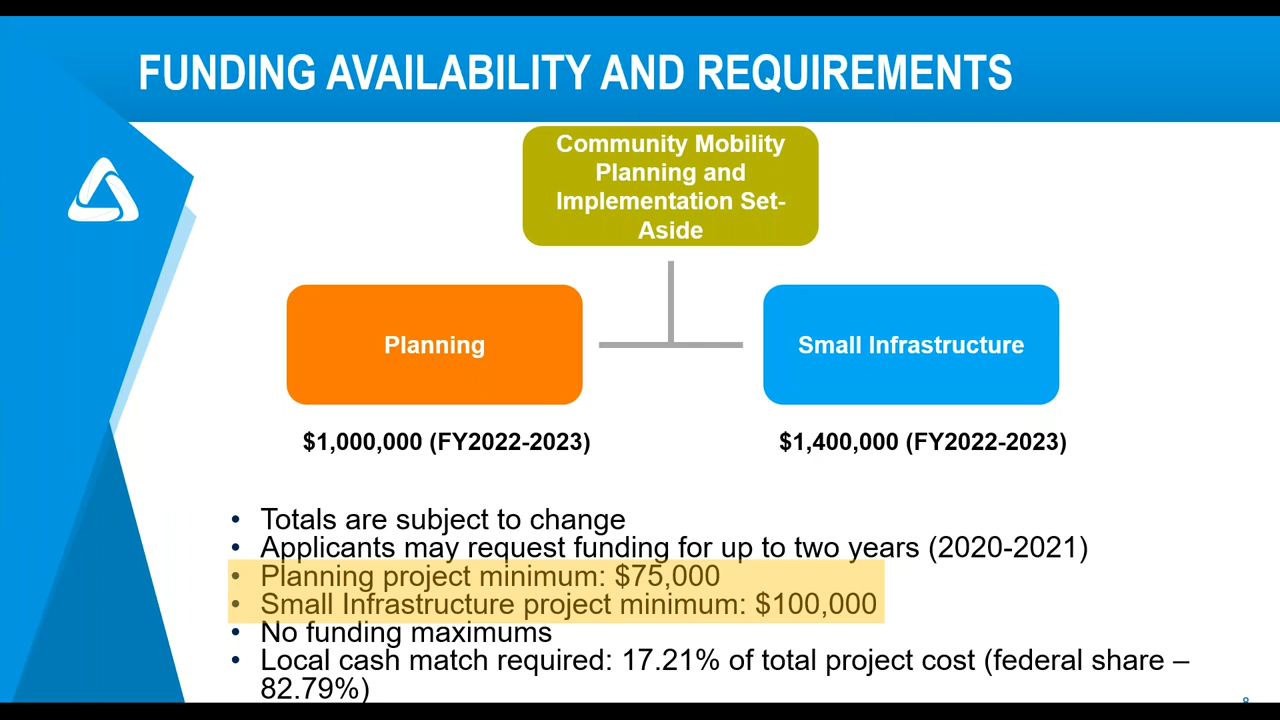 FUNDING AVAILABILITY AND REQUIREMENTS
Community Mobility
Planning and
Implementation Set-
Aside
Planning
Small Infrastructure
$1,000,000 (FY2022-2023)
$1,400,000 (FY2022-2023)
• Totals are subject to change
• Applicants may request funding for up to two years (2020-2021)
• Planning project minimum: $75,000
• Small Infrastructure project minimum: $100,000
• No funding maximums
• Local cash match required: 17.21% of total project cost (federal share –
82.79%)
8